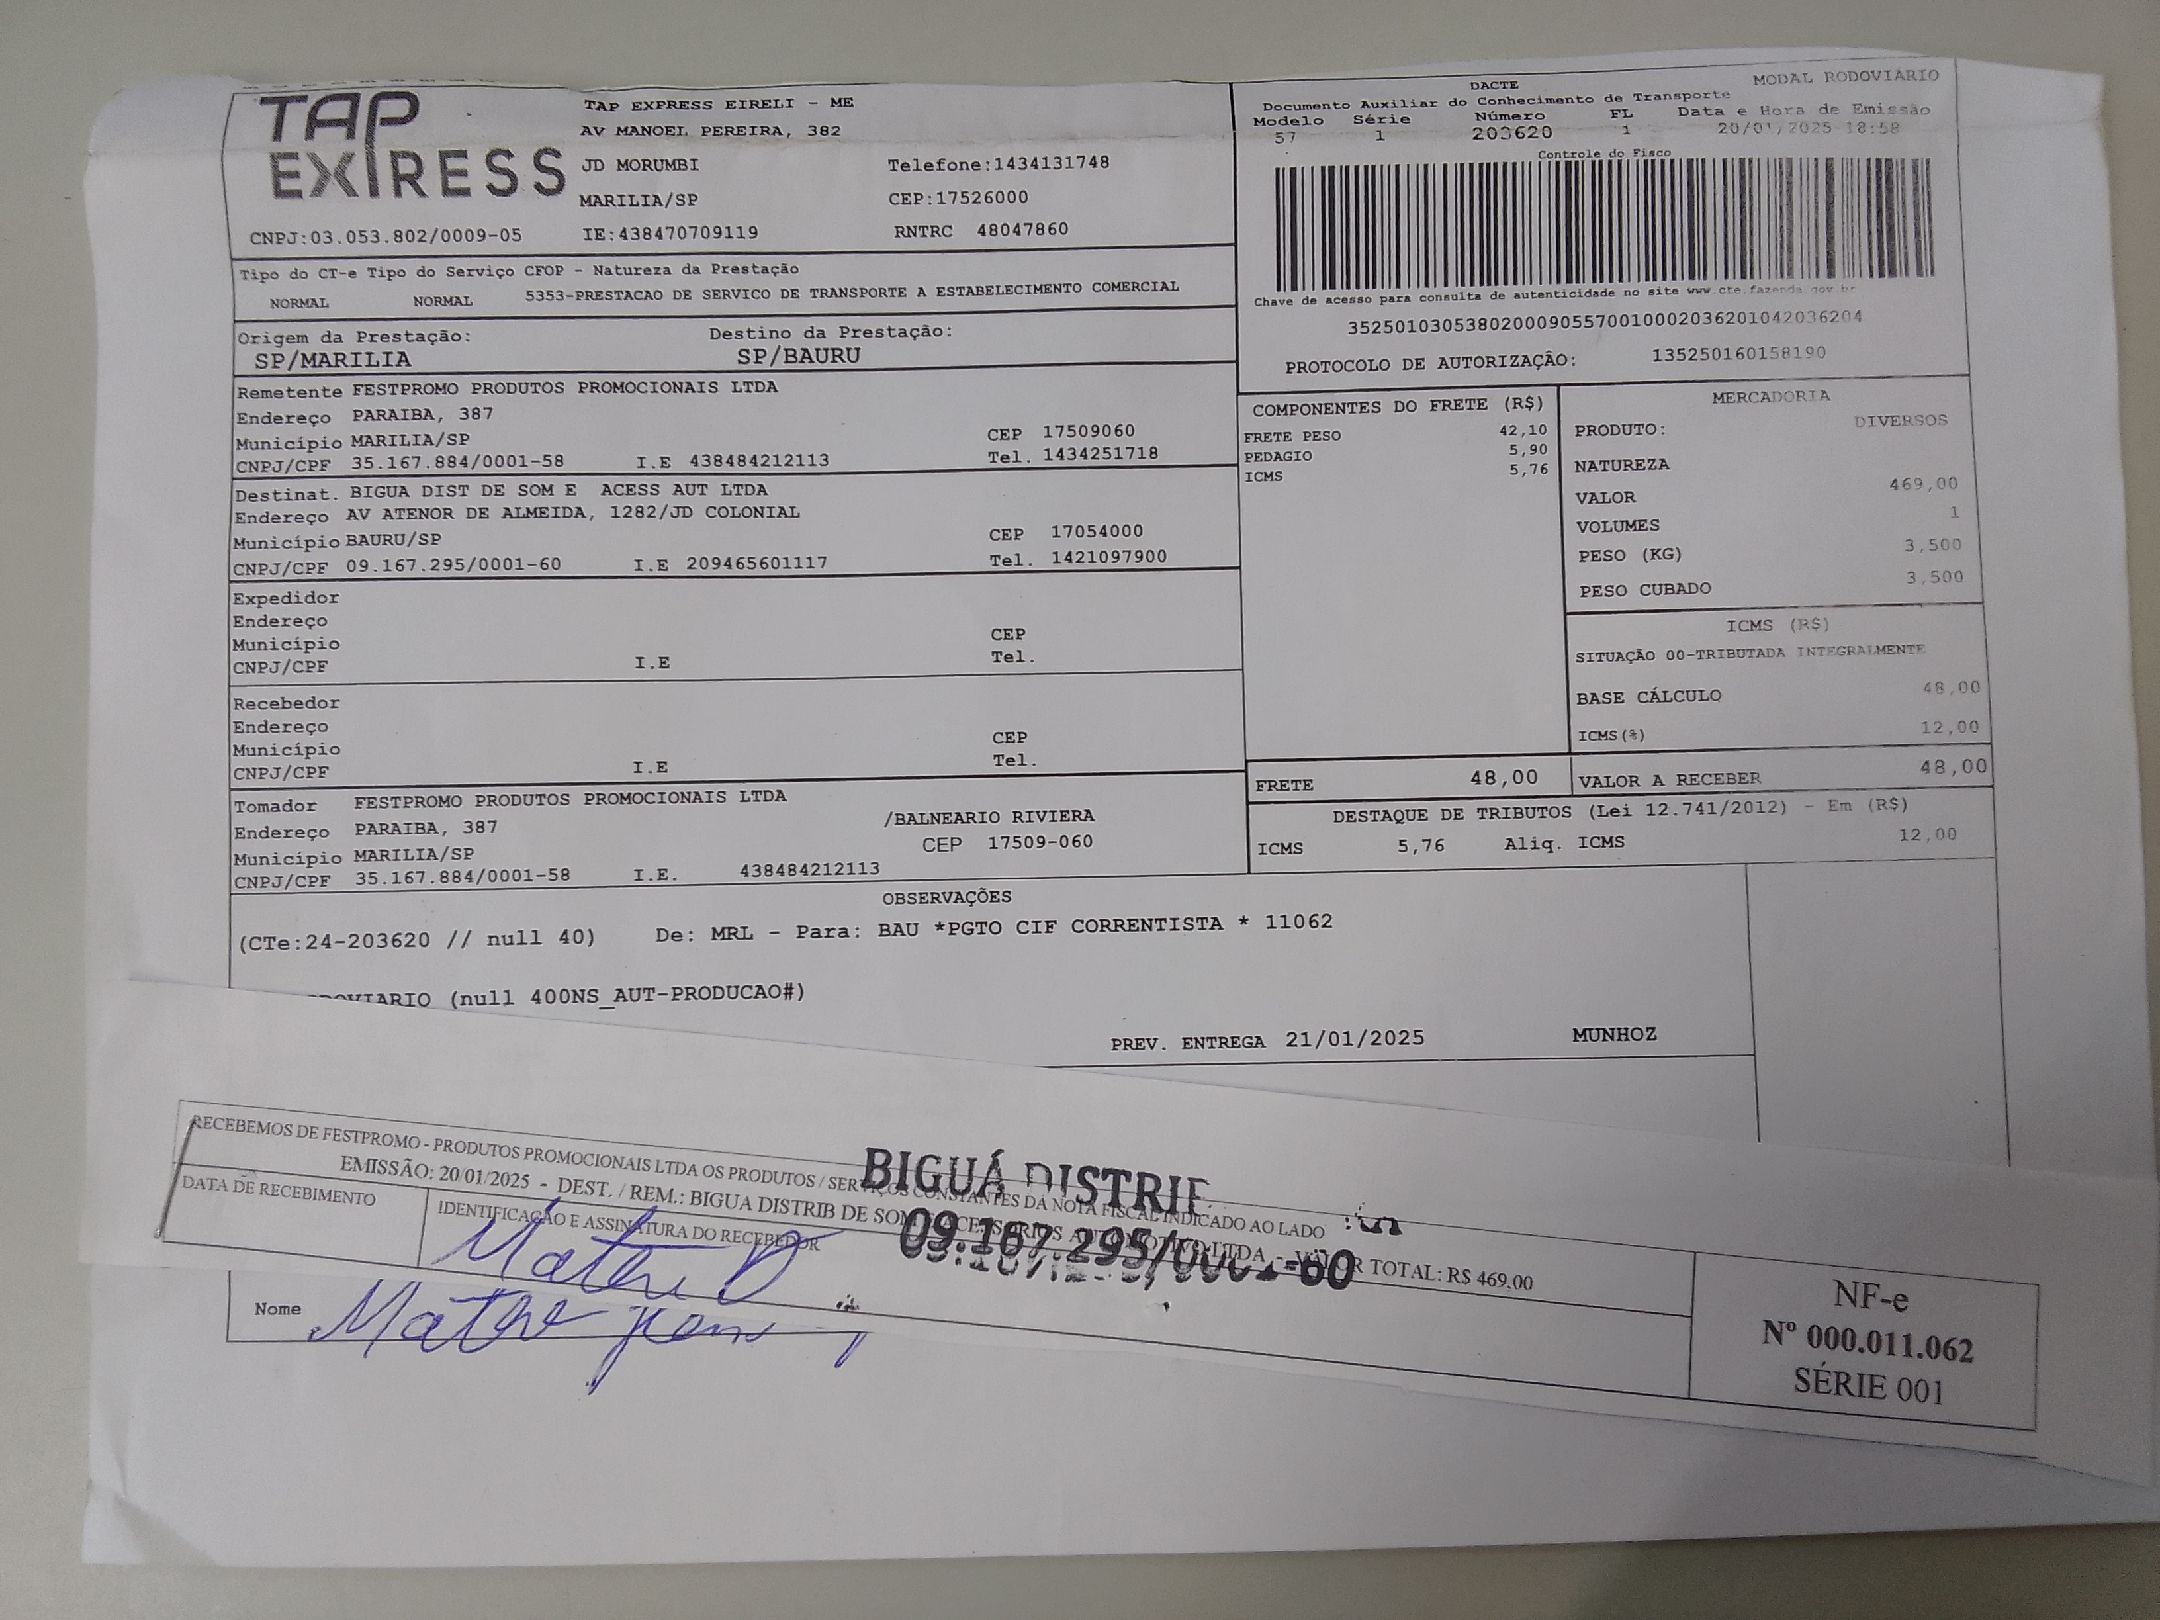 TAP EXPRESS
TAP EXPRESS EIRELI - ME
AV MANOEL PEREIRA, 382
JD MORUMBI Telefone:1434131748
MARILIA/SP CEP:17526000
CNPJ:03.053.802/0009-05 IE:438470709119 RNTRC 48047860
DACTE MODAL RODOVIÁRIO
Documento Auxiliar do Conhecimento de Transporte
Modelo Série Número FL Data e Hora de Emissão
57 1 203620 1 20/01/2025 18:58
Controle do Fisco
Chave de acesso para consulta de autenticidade no site www.cte.fazenda.gov.br
35250103053802000905570010002036201042036204
PROTOCOLO DE AUTORIZAÇÃO: 135250160158190
Tipo do CT-e Tipo do Serviço CFOP - Natureza da Prestação
NORMAL NORMAL 5353-PRESTACAO DE SERVICO DE TRANSPORTE A ESTABELECIMENTO COMERCIAL
Origem da Prestação: Destino da Prestação:
SP/MARILIA SP/BAURU
Remetente FESTPROMO PRODUTOS PROMOCIONAIS LTDA
Endereço PARAIBA, 387
Município MARILIA/SP CEP 17509060
CNPJ/CPF 35.167.884/0001-58 I.E 438484212113 Tel. 1434251718
Destinat. BIGUA DIST DE SOM E ACESS AUT LTDA
Endereço AV ATENOR DE ALMEIDA, 1282/JD COLONIAL
Município BAURU/SP CEP 17054000
CNPJ/CPF 09.167.295/0001-60 I.E 209465601117 Tel. 1421097900
Expedidor
Endereço
Município CEP
CNPJ/CPF I.E Tel.
Recebedor
Endereço
Município CEP
CNPJ/CPF I.E Tel.
Tomador FESTPROMO PRODUTOS PROMOCIONAIS LTDA
Endereço PARAIBA, 387 /BALNEARIO RIVIERA
Município MARILIA/SP CEP 17509-060
CNPJ/CPF 35.167.884/0001-58 I.E. 438484212113
COMPONENTES DO FRETE (R$)
FRETE PESO 42,10
PEDAGIO 5,90
ICMS 5,76
MERCADORIA
PRODUTO: DIVERSOS
NATUREZA
VALOR 469,00
VOLUMES 1
PESO (KG) 3,500
PESO CUBADO 3,500
ICMS (R$)
SITUAÇÃO 00-TRIBUTADA INTEGRALMENTE
BASE CÁLCULO 48,00
ICMS(%) 12,00
FRETE 48,00 VALOR A RECEBER 48,00
DESTAQUE DE TRIBUTOS (Lei 12.741/2012) - Em (R$)
ICMS 5,76 Aliq. ICMS 12,00
OBSERVAÇÕES
(CTe:24-203620 // null 40) De: MRL - Para: BAU *PGTO CIF CORRENTISTA * 11062
(null 400NS_AUT-PRODUCAO#)
PREV. ENTREGA 21/01/2025 MUNHOZ
RECEBEMOS DE FESTPROMO - PRODUTOS PROMOCIONAIS LTDA OS PRODUTOS / SERVIÇOS CONSTANTES DA NOTA FISCAL INDICADO AO LADO
EMISSÃO: 20/01/2025 - DEST. / REM.: BIGUA DISTRIB DE SOM LTDA - VALOR TOTAL: R$ 469,00
DATA DE RECEBIMENTO IDENTIFICAÇÃO E ASSINATURA DO RECEBEDOR
BIGUÁ
09.167.295/0001-60
NF-e
Nº 000.011.062
SÉRIE 001
Nome